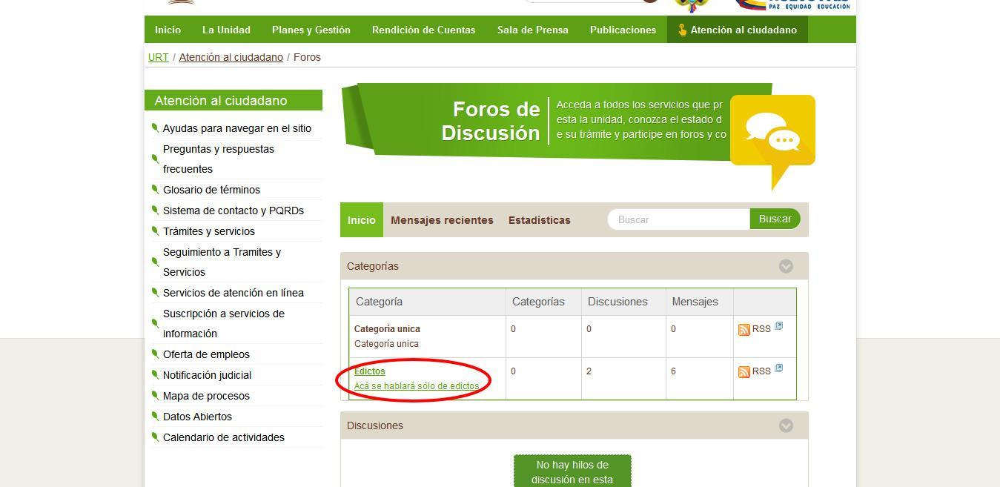 PAZ EQUIDAD EDUCACIÓN
Inicio La Unidad Planes y Gestión Rendición de Cuentas Sala de Prensa Publicaciones Atención al ciudadano
URT / Atención al ciudadano / Foros
Atención al ciudadano
Ayudas para navegar en el sitio
Preguntas y respuestas
frecuentes
Glosario de términos
Sistema de contacto y PQRDs
Trámites y servicios
Seguimiento a Tramites y
Servicios
Servicios de atención en línea
Suscripción a servicios de
información
Oferta de empleos
Notificación judicial
Mapa de procesos
Datos Abiertos
Calendario de actividades
Foros de
Discusión
Acceda a todos los servicios que pr
esta la unidad, conozca el estado d
e su trámite y participe en foros y co
Inicio Mensajes recientes Estadísticas Buscar Buscar
Categorías
Categoría Categorías Discusiones Mensajes
Categoría unica 0 0 0 RSS
Categoría unica
Edictos 0 2 6 RSS
Acá se hablará sólo de edictos
Discusiones
No hay hilos de
discusión en esta